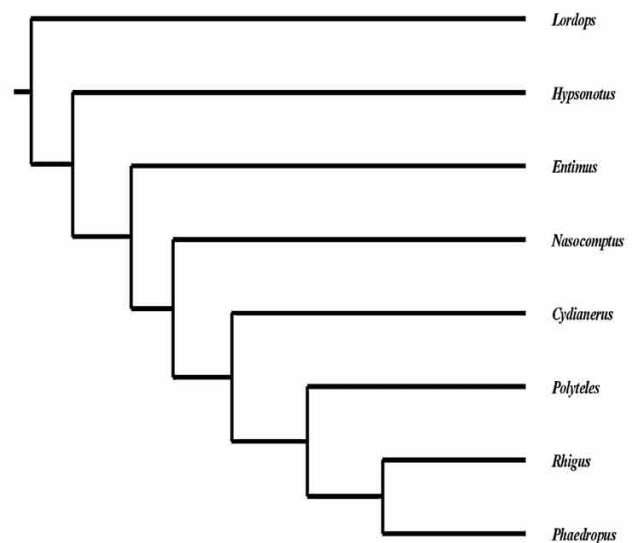 Lordops
Hypsonotus
Entimus
Nasocomptus
Cydianerus
Polyteles
Rhigus
Phaedropus